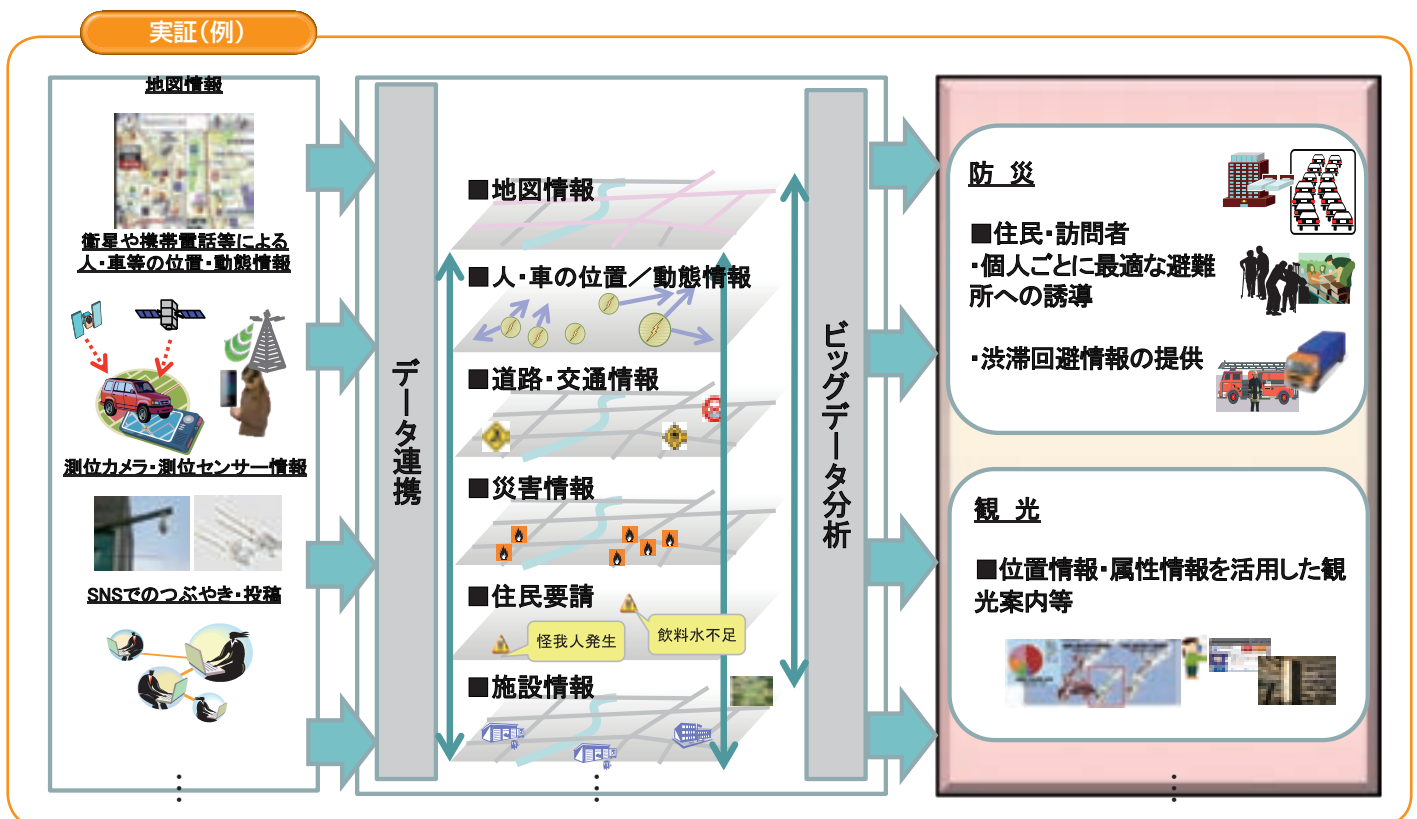 実証(例)
地図情報
衛星や携帯電話等による
人・車等の位置・動態情報
測位カメラ・測位センサー情報
SNSでのつぶやき・投稿
データ連携
■地図情報
■人・車の位置／動態情報
■道路・交通情報
■災害情報
■住民要請
怪我人発生
飲料水不足
■施設情報
ビッグデータ分析
防 災
■住民・訪問者
・個人ごとに最適な避難
所への誘導
・渋滞回避情報の提供
観 光
■位置情報・属性情報を活用した観
光案内等